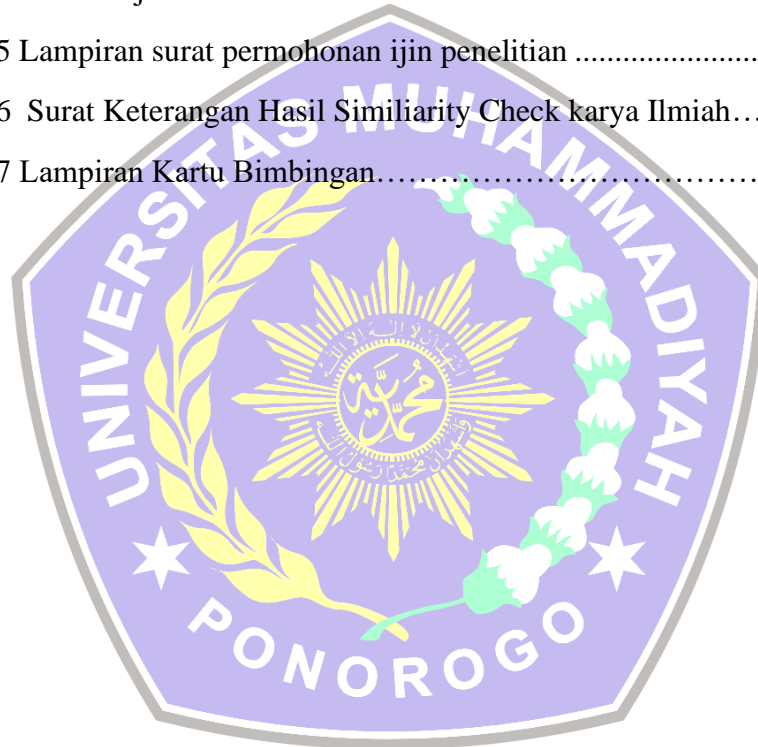 5 Lampiran surat permohonan ijin penelitian .......................
6 Surat Keterangan Hasil Similiarity Check karya Ilmiah…
7 Lampiran Kartu Bimbingan……………………………………
UNIVERSITAS MUHAMMADIYAH
محمدية
PONOROGO